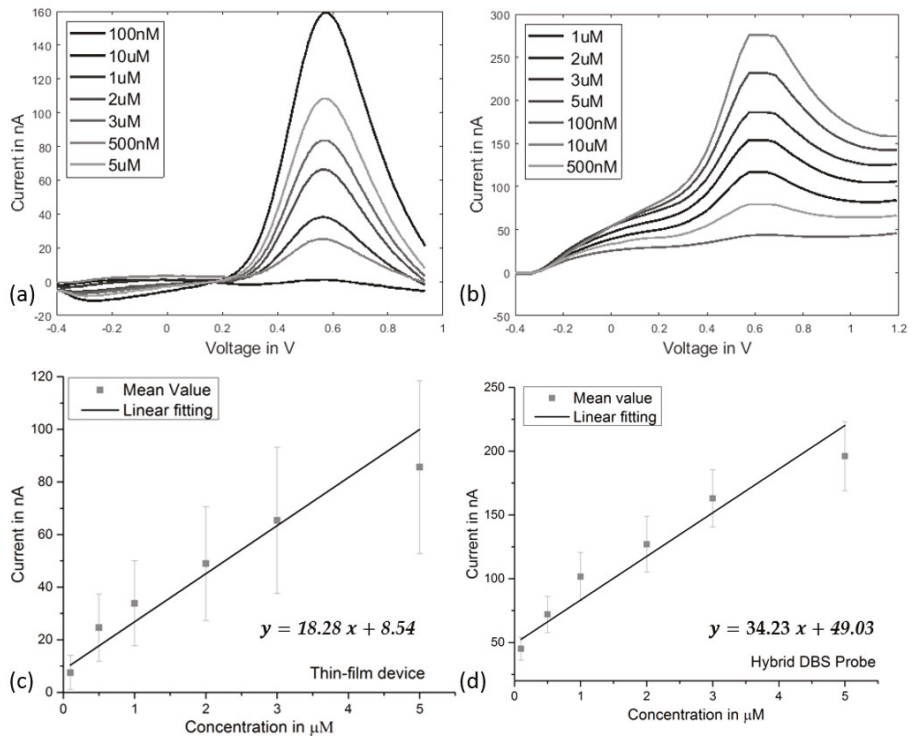 160
140
120
100
80
60
40
20
0
-20
-0.4
-0.2
0
0.2
0.4
0.6
0.8
1
Current in nA
Voltage in V
100nM
10uM
1uM
2uM
3uM
500nM
5uM
(a)
300
250
200
150
100
50
0
-50
-0.4
-0.2
0
0.2
0.4
0.6
0.8
1
1.2
Current in nA
Voltage in V
1uM
2uM
3uM
5uM
100nM
10uM
500nM
(b)
120
100
80
60
40
20
0
0
1
2
3
4
5
Current in nA
Concentration in μM
Mean Value
Linear fitting
y = 18.28 x + 8.54
Thin-film device
(c)
250
200
150
100
50
0
1
2
3
4
5
Current in nA
Concentration in μM
Mean value
Linear fitting
y = 34.23 x + 49.03
Hybrid DBS Probe
(d)